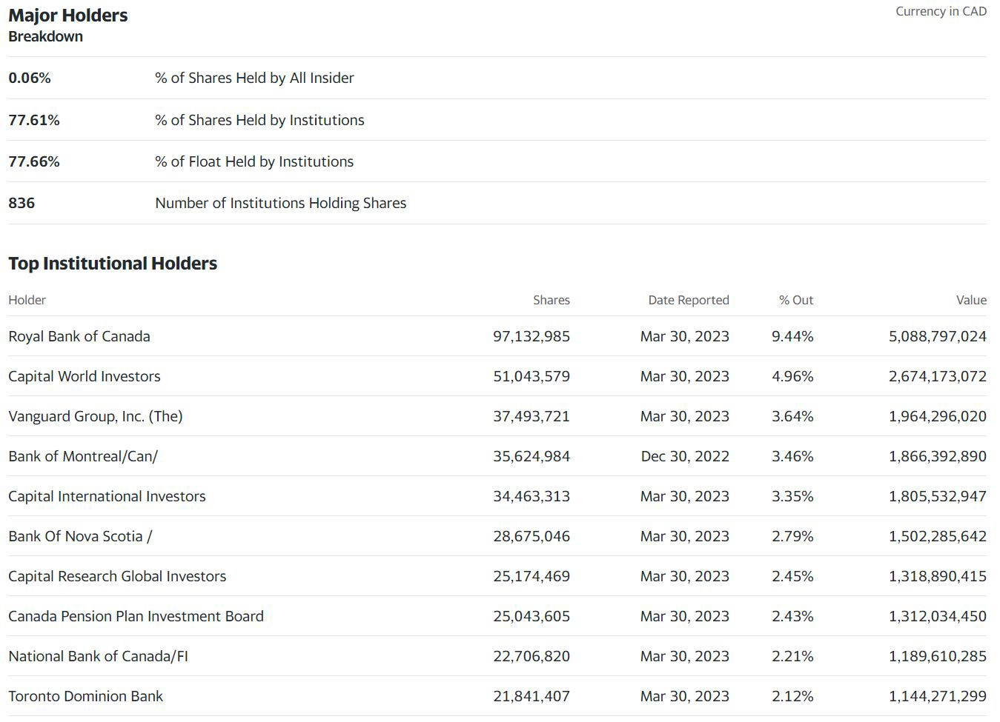 Major Holders
Currency in CAD
Breakdown
0.06% % of Shares Held by All Insider
77.61% % of Shares Held by Institutions
77.66% % of Float Held by Institutions
836 Number of Institutions Holding Shares
Top Institutional Holders
Holder Shares Date Reported % Out Value
Royal Bank of Canada 97,132,985 Mar 30, 2023 9.44% 5,088,797,024
Capital World Investors 51,043,579 Mar 30, 2023 4.96% 2,674,173,072
Vanguard Group, Inc. (The) 37,493,721 Mar 30, 2023 3.64% 1,964,296,020
Bank of Montreal/Can/ 35,624,984 Dec 30, 2022 3.46% 1,866,392,890
Capital International Investors 34,463,313 Mar 30, 2023 3.35% 1,805,532,947
Bank Of Nova Scotia / 28,675,046 Mar 30, 2023 2.79% 1,502,285,642
Capital Research Global Investors 25,174,469 Mar 30, 2023 2.45% 1,318,890,415
Canada Pension Plan Investment Board 25,043,605 Mar 30, 2023 2.43% 1,312,034,450
National Bank of Canada/FI 22,706,820 Mar 30, 2023 2.21% 1,189,610,285
Toronto Dominion Bank 21,841,407 Mar 30, 2023 2.12% 1,144,271,299